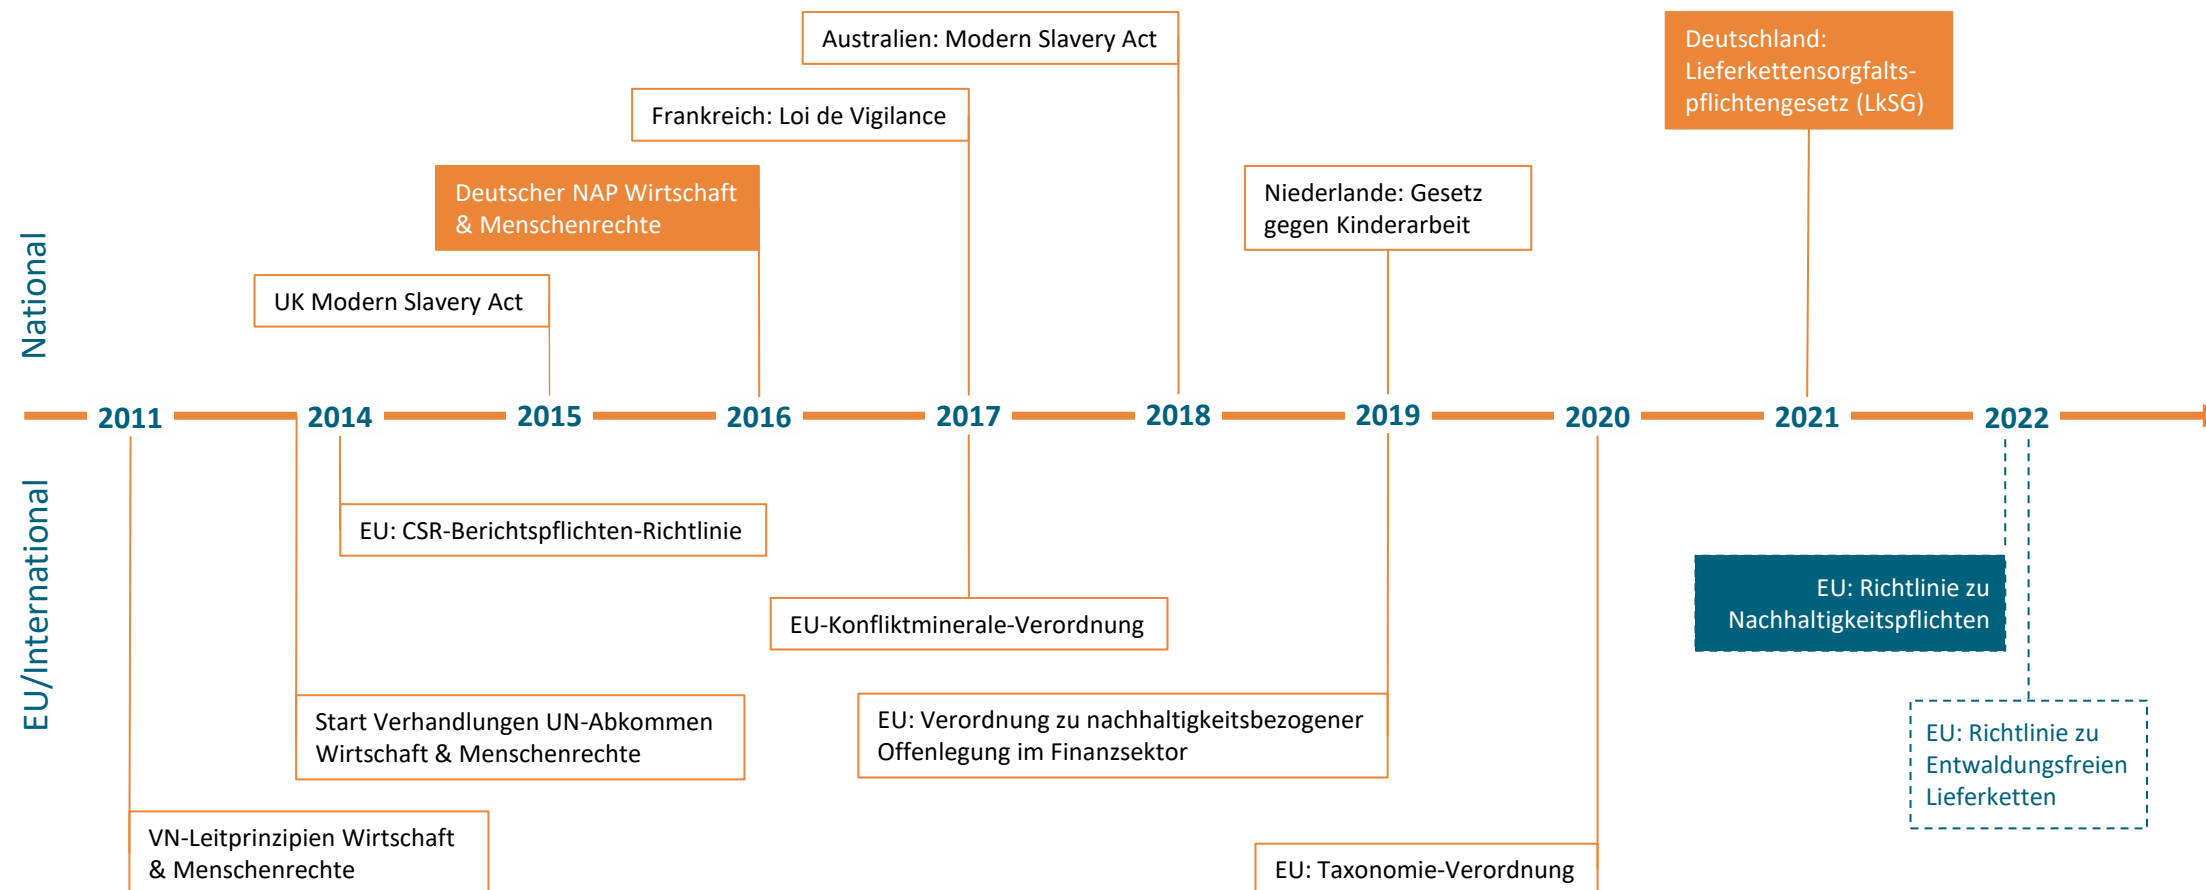 Australien: Modern Slavery Act
Deutschland:
Lieferkettensorgfalts-
pflichtengesetz (LkSG)
Frankreich: Loi de Vigilance
Deutscher NAP Wirtschaft
& Menschenrechte
Niederlande: Gesetz
gegen Kinderarbeit
UK Modern Slavery Act
National
2011
2014
2015
2016
2017
2018
2019
2020
2021
2022
EU/International
EU: CSR-Berichtspflichten-Richtlinie
EU: Richtlinie zu
Nachhaltigkeitspflichten
EU-Konfliktminerale-Verordnung
Start Verhandlungen UN-Abkommen
Wirtschaft & Menschenrechte
EU: Verordnung zu nachhaltigkeitsbezogener
Offenlegung im Finanzsektor
EU: Richtlinie zu
Entwaldungsfreien
Lieferketten
VN-Leitprinzipien Wirtschaft
& Menschenrechte
EU: Taxonomie-Verordnung